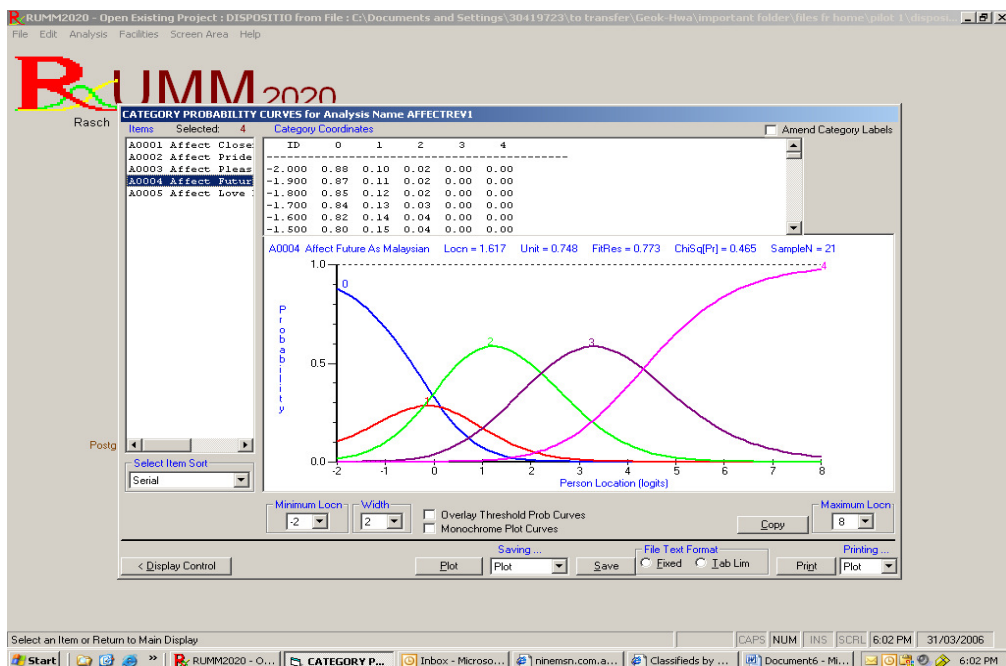 RUMM2020 - Open Existing Project : DISPOSITIO from File : C:\Documents and Settings\30419723\to transfer\Geok-Hwa\important folder\files fr home\pilot 1\disposi...
File Edit Analysis Facilities Screen Area Help
RUMM 2020
Rasch
CATEGORY PROBABILITY CURVES for Analysis Name AFFECTREV1
Items Selected: 4 Category Coordinates Amend Category Labels
A0001 Affect Close
A0002 Affect Pride
A0003 Affect Pleas
A0004 Affect Futur
A0005 Affect Love
ID 0 1 2 3 4
-2.000 0.88 0.10 0.02 0.00 0.00
-1.900 0.87 0.11 0.02 0.00 0.00
-1.800 0.85 0.12 0.02 0.00 0.00
-1.700 0.84 0.13 0.03 0.00 0.00
-1.600 0.82 0.14 0.04 0.00 0.00
-1.500 0.80 0.15 0.04 0.00 0.00
A0004 Affect Future As Malaysian Locn = 1.617 Unit = 0.748 FitRes = 0.773 ChiSq[Pr] = 0.465 SampleN = 21
1.0
0.5
0.0
Probability
0
1
2
3
4
-2 -1 0 1 2 3 4 5 6 7 8
Person Location (logits)
Postg
Select Item Sort
Serial
Minimum Locn
-2
Width
2
Overlay Threshold Prob Curves
Monochrome Plot Curves
Copy
Maximum Locn
8
< Display Control
Plot
Saving ...
Plot
Save
File Text Format
Fixed Tab Lim
Print
Printing ...
Plot
Select an Item or Return to Main Display CAPS NUM INS SCRL 6:02 PM 31/03/2006
Start » RUMM2020 - O... CATEGORY P... Inbox - Microso... ninemsn.com.a... Classifieds by ... Document6 - Mi... 6:02 PM